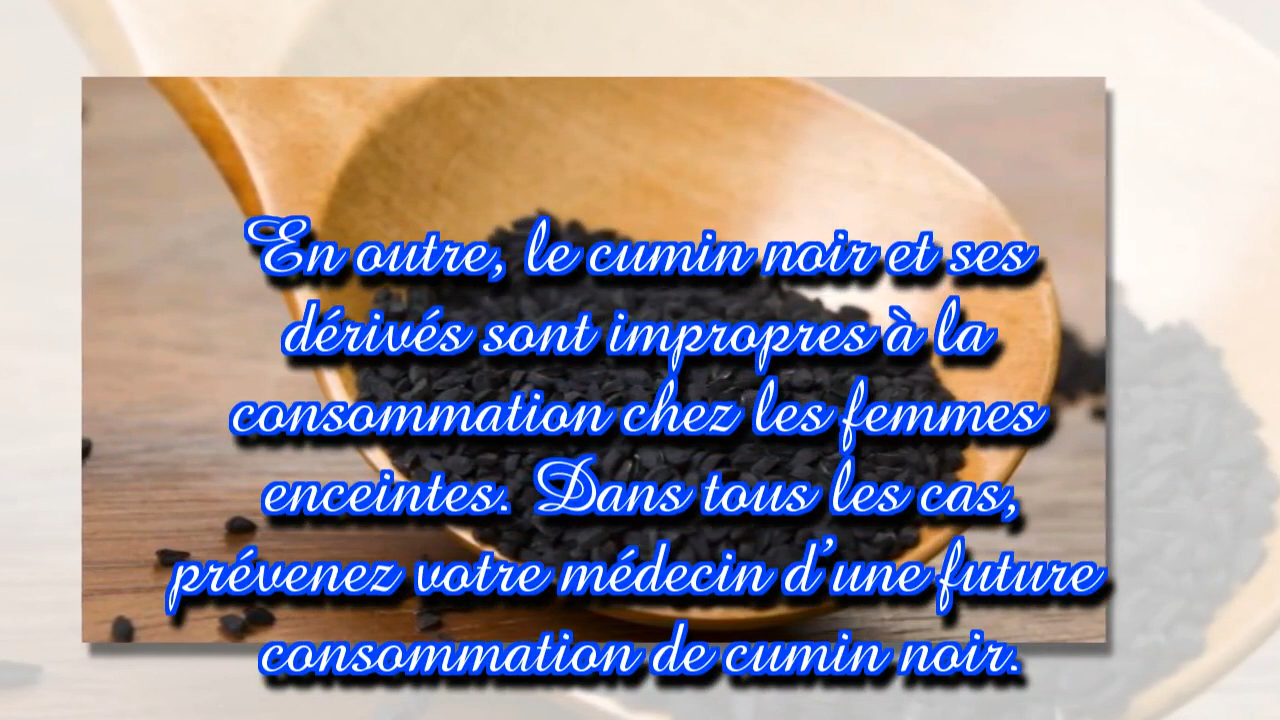 En outre, le cumin noir et ses
dérivés sont impropres à la
consommation chez les femmes
enceintes. Dans tous les cas,
prévenez votre médecin d'une future
consommation de cumin noir.